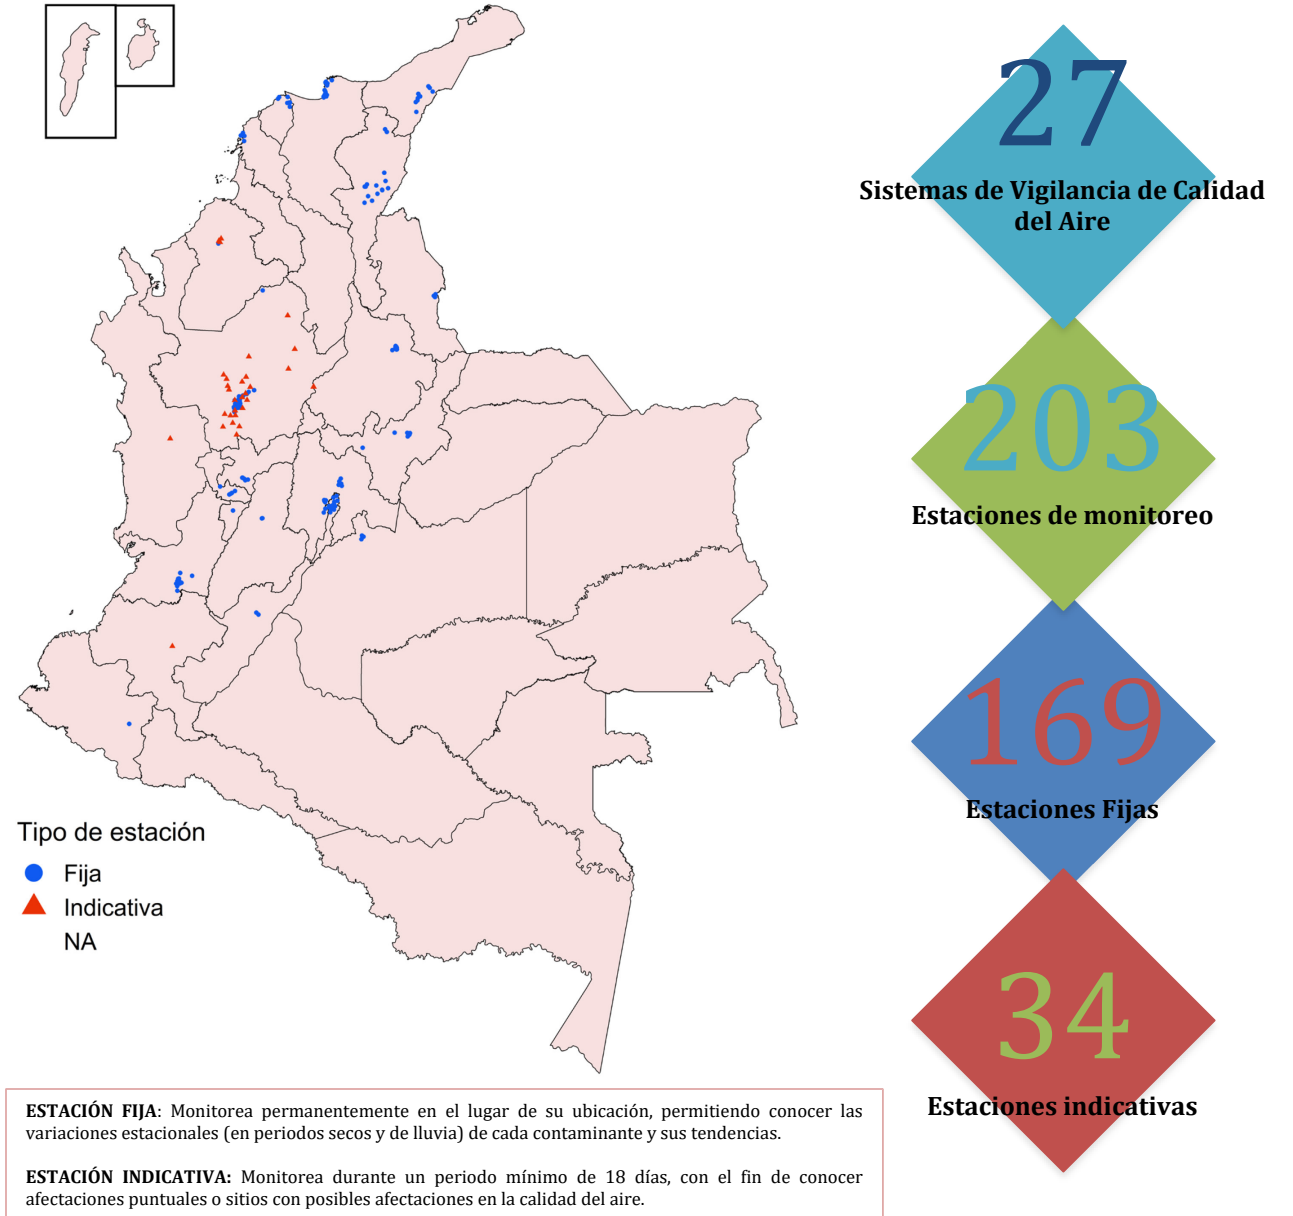 27
Sistemas de Vigilancia de Calidad
del Aire
203
Estaciones de monitoreo
169
Estaciones Fijas
34
Estaciones indicativas
Tipo de estación
Fija
Indicativa
NA
ESTACIÓN FIJA: Monitorea permanentemente en el lugar de su ubicación, permitiendo conocer las
variaciones estacionales (en periodos secos y de lluvia) de cada contaminante y sus tendencias.
ESTACIÓN INDICATIVA: Monitorea durante un periodo mínimo de 18 días, con el fin de conocer
afectaciones puntuales o sitios con posibles afectaciones en la calidad del aire.